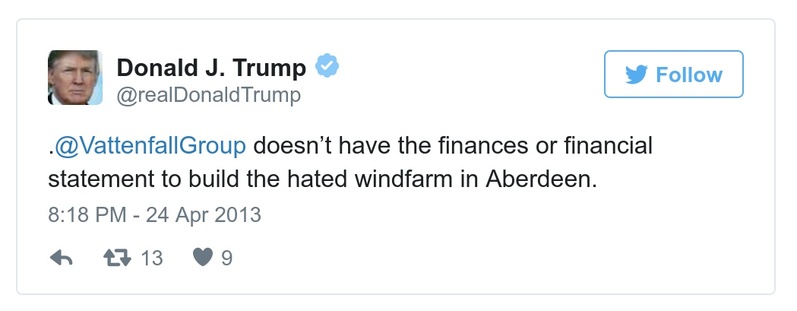 Donald J. Trump
@realDonaldTrump
Follow
.@VattenfallGroup doesn’t have the finances or financial
statement to build the hated windfarm in Aberdeen.
8:18 PM - 24 Apr 2013
13 9